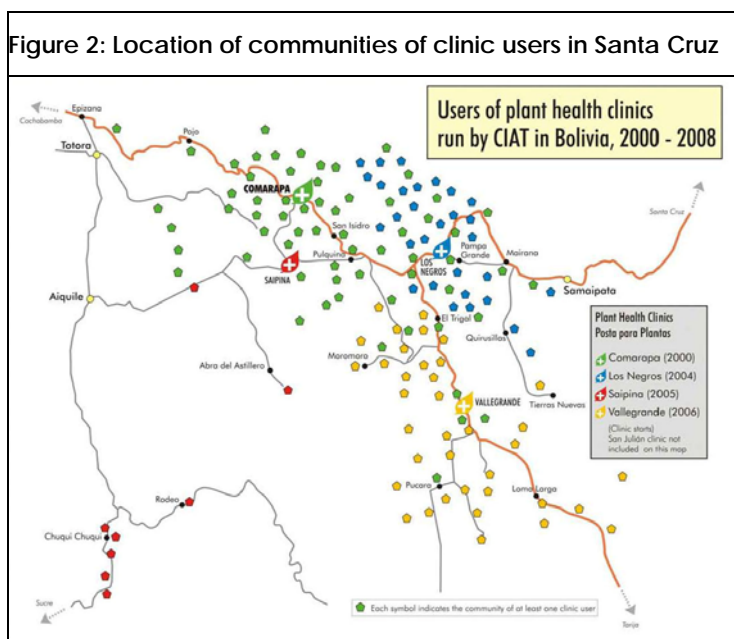 Figure 2: Location of communities of clinic users in Santa Cruz
Users of plant health clinics
run by CIAT in Bolivia, 2000 - 2008
Epizana
Cochabamba
Totora
Pojo
COMARAPA
San Isidro
Santa Cruz
Pulquina
SAIPINA
LOS
NEGROS
Pampa
Grande
Mairana
Samaipata
Aiquile
El Trigal
Quirusillas
Moromoro
Abra del Astillero
VALLEGRANDE
Tierras Nuevas
Plant Health Clinics
Posta para Plantas
Comarapa (2000)
Los Negros (2004)
Saipina (2005)
Vallegrande (2006)
(Clinic starts)
San Julián clinic not
included on this map
Pucara
Loma Larga
Rodeo
Chuqui Chuqui
Sucre
Each symbol indicates the community of at least one clinic user
Tarija